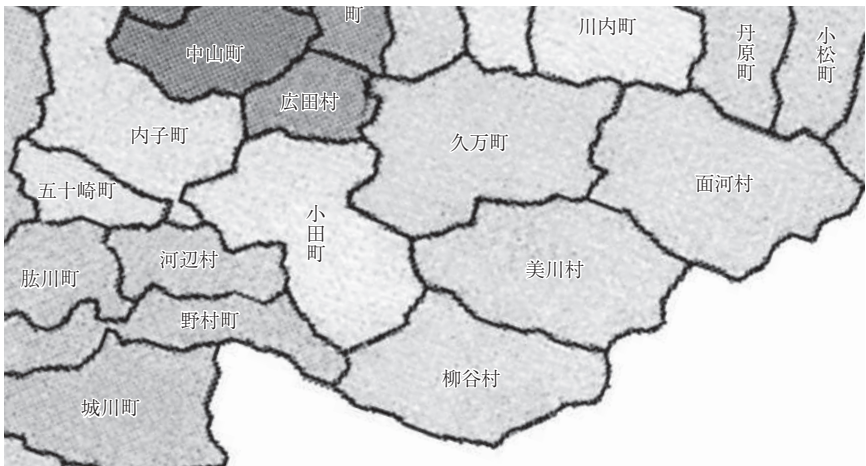 町
川内町
丹原町
小松町
中山町
広田村
内子町
久万町
五十崎町
面河村
小田町
河辺村
美川村
肱川町
野村町
柳谷村
城川町